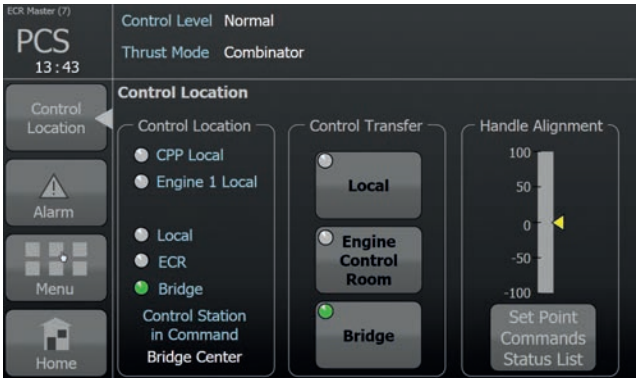 ECR Master (7)
PCS
13:43
Control Level Normal
Thrust Mode Combinator
Control
Location
Alarm
Menu
Home
Control Location
Control Location
CPP Local
Engine 1 Local
Local
ECR
Bridge
Control Station
in Command
Bridge Center
Control Transfer
Local
Engine
Control
Room
Bridge
Handle Alignment
100
50
0
-50
-100
Set Point
Commands
Status List